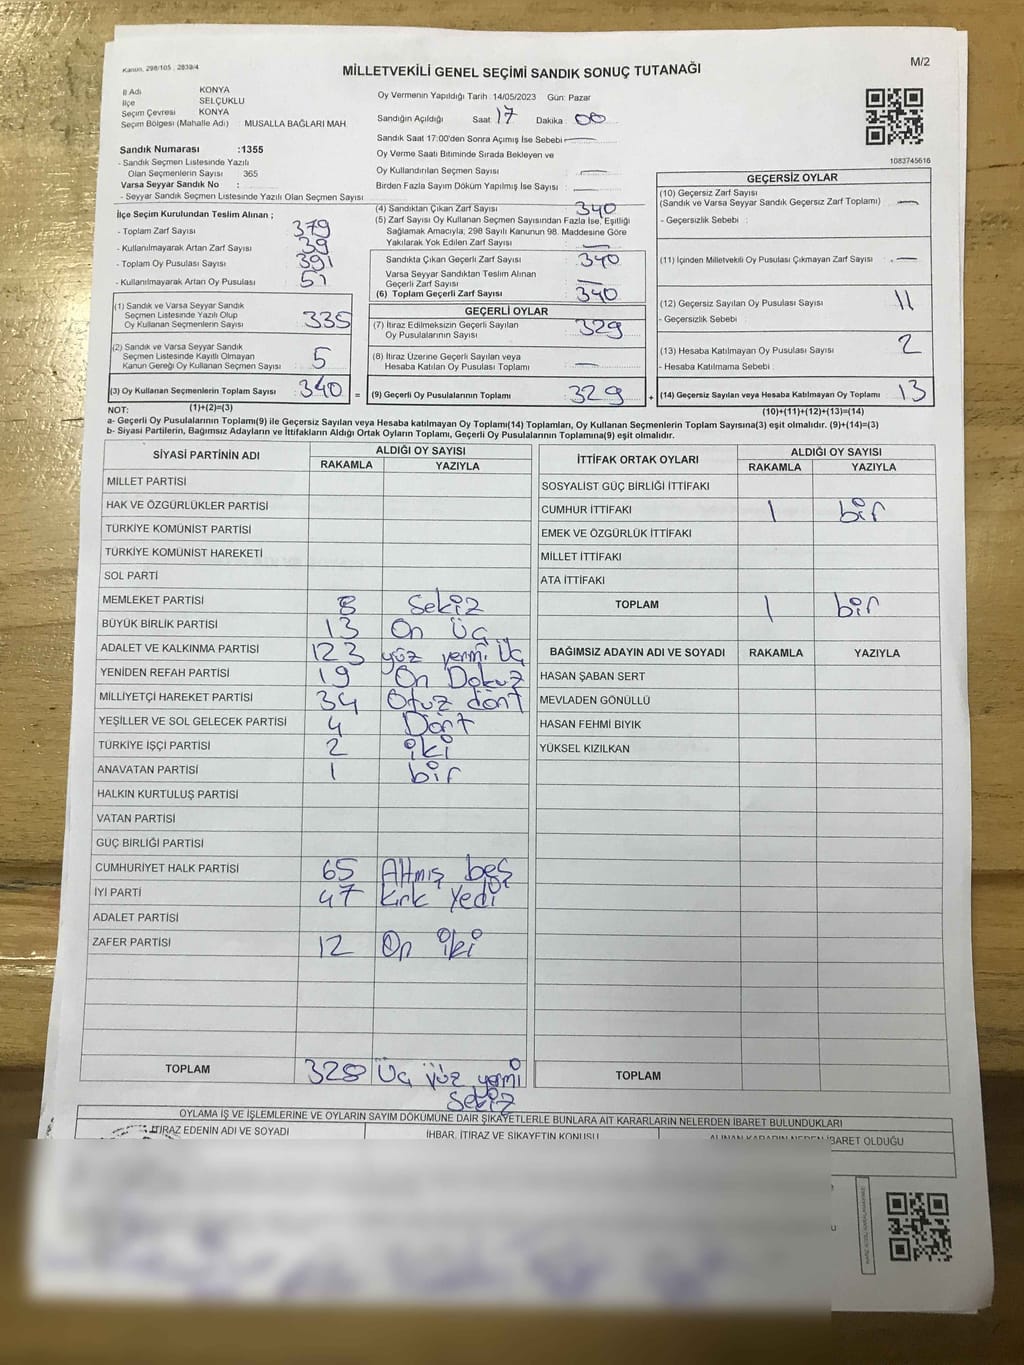 Kanun, 298/105 ; 2839/4
M/2
MİLLETVEKİLİ GENEL SEÇİMİ SANDIK SONUÇ TUTANAĞI
İl Adı KONYA
İlçe SELÇUKLU
Seçim Çevresi KONYA
Seçim Bölgesi (Mahalle Adı) MUSALLA BAĞLARI MAH.
Sandık Numarası :1355
- Sandık Seçmen Listesinde Yazılı
Olan Seçmenlerin Sayısı 365
Varsa Seyyar Sandık No :
- Seyyar Sandık Seçmen Listesinde Yazılı Olan Seçmen Sayısı
Oy Vermenin Yapıldığı Tarih 14/05/2023 Gün: Pazar
Sandığın Açıldığı Saat 17 Dakika 00
Sandık Saat 17:00'den Sonra Açımış İse Sebebi —
Oy Verme Saati Bitiminde Sırada Bekleyen ve
Oy Kullandırılan Seçmen Sayısı : —
Birden Fazla Sayım Döküm Yapılmış İse Sayısı : —
1083745616
İlçe Seçim Kurulundan Teslim Alınan ;
- Toplam Zarf Sayısı 379
- Kullanılmayarak Artan Zarf Sayısı 39
- Toplam Oy Pusulası Sayısı 391
- Kullanılmayarak Artan Oy Pusulası 51
(1) Sandık ve Varsa Seyyar Sandık
Seçmen Listesinde Yazılı Olup
Oy Kullanan Seçmenlerin Sayısı 335
(2) Sandık ve Varsa Seyyar Sandık
Seçmen Listesinde Kayıtlı Olmayan
Kanun Gereği Oy Kullanan Seçmen Sayısı 5
(3) Oy Kullanan Seçmenlerin Toplam Sayısı : 340
(1)+(2)=(3)
(4) Sandıktan Çıkan Zarf Sayısı 340
(5) Zarf Sayısı Oy Kullanan Seçmen Sayısından Fazla İse, Eşitliği
Sağlamak Amacıyla, 298 Sayılı Kanunun 98. Maddesine Göre
Yakılarak Yok Edilen Zarf Sayısı : —
Sandıkta Çıkan Geçerli Zarf Sayısı : 340
Varsa Seyyar Sandıktan Teslim Alınan
Geçerli Zarf Sayısı : —
(6) Toplam Geçerli Zarf Sayısı : 340
GEÇERLİ OYLAR
(7) İtiraz Edilmeksizin Geçerli Sayılan
Oy Pusulalarının Sayısı : 329
(8) İtiraz Üzerine Geçerli Sayılan veya
Hesaba Katılan Oy Pusulası Toplamı : —
= (9) Geçerli Oy Pusulalarının Toplamı : 329 +
GEÇERSİZ OYLAR
(10) Geçersiz Zarf Sayısı
(Sandık ve Varsa Seyyar Sandık Geçersiz Zarf Toplamı) : —
- Geçersizlik Sebebi :
(11) İçinden Milletvekili Oy Pusulası Çıkmayan Zarf Sayısı : —
(12) Geçersiz Sayılan Oy Pusulası Sayısı : 11
- Geçersizlik Sebebi
(13) Hesaba Katılmayan Oy Pusulası Sayısı : 2
- Hesaba Katılmama Sebebi :
(14) Geçersiz Sayılan veya Hesaba Katılmayan Oy Toplamı : 13
(10)+(11)+(12)+(13)=(14)
NOT:
a- Geçerli Oy Pusulaları Toplamı(9) ile Geçersiz Sayılan veya Hesaba katılmayan Oy Toplamı(14) Toplamları, Oy Kullanan Seçmenlerin Toplam Sayısına(3) eşit olmalıdır. (9)+(14)=(3)
b- Siyasi Partilerin, Bağımsız Adayların ve İttifakların Aldığı Ortak Oyların Toplamı, Geçerli Oy Pusulalarının Toplamına(9) eşit olmalıdır.
SİYASİ PARTİNİN ADI ALDIĞI OY SAYISI
RAKAMLA YAZIYLA
MİLLET PARTİSİ
HAK VE ÖZGÜRLÜKLER PARTİSİ
TÜRKİYE KOMÜNİST PARTİSİ
TÜRKİYE KOMÜNİST HAREKETİ
SOL PARTİ
MEMLEKET PARTİSİ 8 Sekiz
BÜYÜK BİRLİK PARTİSİ 13 On Üç
ADALET VE KALKINMA PARTİSİ 123 yüz yermi Üç
YENİDEN REFAH PARTİSİ 19 On Dokuz
MİLLİYETÇİ HAREKET PARTİSİ 34 Otuz dört
YEŞİLLER VE SOL GELECEK PARTİSİ 4 Dört
TÜRKİYE İŞÇİ PARTİSİ 2 iki
ANAVATAN PARTİSİ 1 bir
HALKIN KURTULUŞ PARTİSİ
VATAN PARTİSİ
GÜÇ BİRLİĞİ PARTİSİ
CUMHURİYET HALK PARTİSİ 65 Altmış beş
İYİ PARTİ 47 Kırk Yedi
ADALET PARTİSİ
ZAFER PARTİSİ 12 On iki
TOPLAM 328 Üç yüz yermi
sekiz
İTTİFAK ORTAK OYLARI ALDIĞI OY SAYISI
RAKAMLA YAZIYLA
SOSYALİST GÜÇ BİRLİĞİ İTTİFAKI
CUMHUR İTTİFAKI 1 bir
EMEK VE ÖZGÜRLÜK İTTİFAKI
MİLLET İTTİFAKI
ATA İTTİFAKI
TOPLAM 1 bir
BAĞIMSIZ ADAYIN ADI VE SOYADI RAKAMLA YAZIYLA
HASAN ŞABAN SERT
MEVLADEN GÖNÜLLÜ
HASAN FEHMI BIYIK
YÜKSEL KIZILKAN
TOPLAM
OYLAMA İŞ VE İŞLEMLERİNE VE OYLARIN SAYIM DÖKÜMÜNE DAİR ŞİKAYETLERLE BUNLARA AİT KARARLARIN NELERDEN İBARET BULUNDUKLARI
İTİRAZ EDENİN ADI VE SOYADI İHBAR, İTİRAZ VE ŞİKAYETİN KONUSU ALINAN KARARIN NEDEN İBARET OLDUĞU